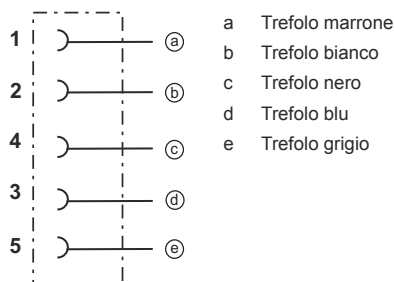 1 a
2 b
4 c
3 d
5 e
a Trefolo marrone
b Trefolo bianco
c Trefolo nero
d Trefolo blu
e Trefolo grigio